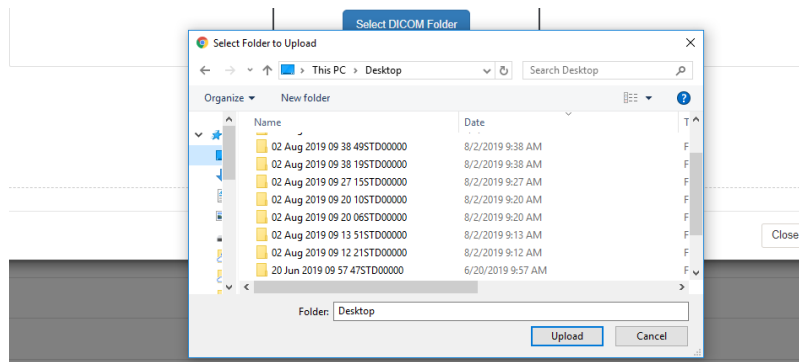 Select DICOM Folder
Select Folder to Upload
This PC > Desktop
Search Desktop
Organize
New folder
Name Date T
02 Aug 2019 09 38 49STD00000 8/2/2019 9:38 AM F
02 Aug 2019 09 38 19STD00000 8/2/2019 9:38 AM F
02 Aug 2019 09 27 15STD00000 8/2/2019 9:27 AM F
02 Aug 2019 09 20 10STD00000 8/2/2019 9:20 AM F
02 Aug 2019 09 20 06STD00000 8/2/2019 9:20 AM F
02 Aug 2019 09 13 51STD00000 8/2/2019 9:13 AM F
02 Aug 2019 09 12 21STD00000 8/2/2019 9:12 AM F
20 Jun 2019 09 57 47STD00000 6/20/2019 9:57 AM F
Close
Folder: Desktop
Upload Cancel